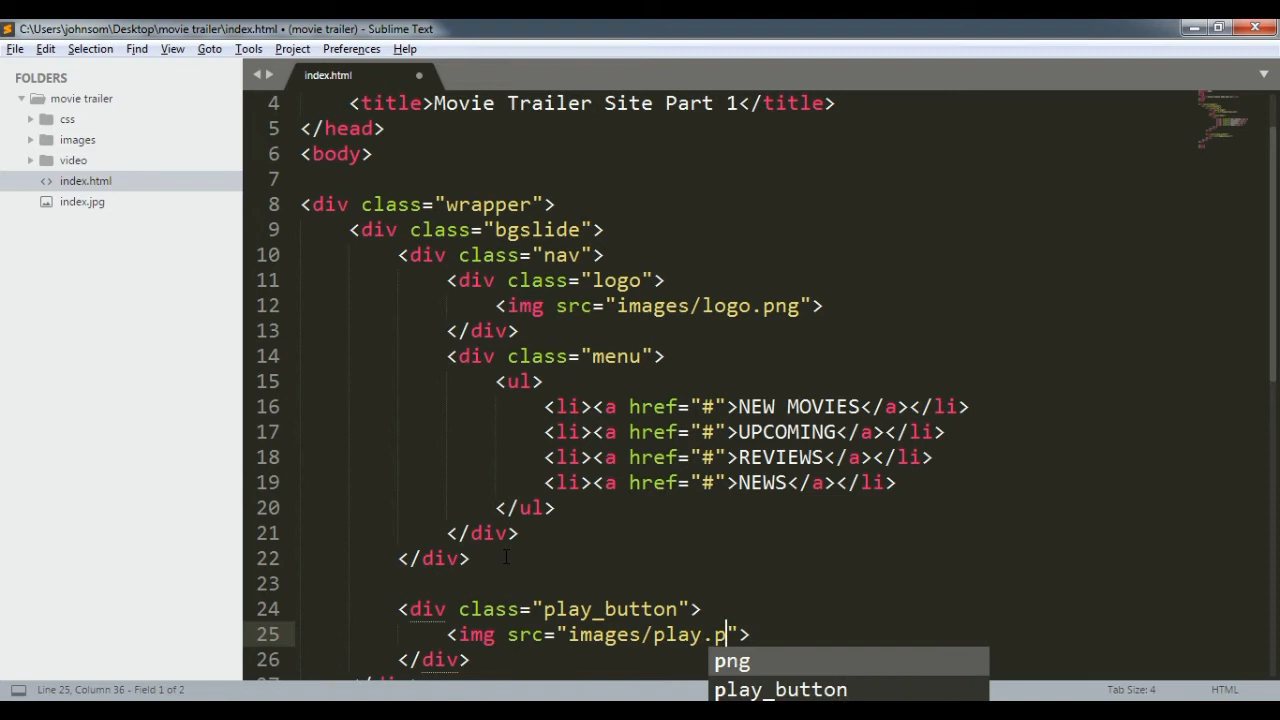 C:\Users\johnsom\Desktop\movie trailer\index.html • (movie trailer) - Sublime Text
File Edit Selection Find View Goto Tools Project Preferences Help
FOLDERS
movie trailer
css
images
video
<> index.html
index.jpg
index.html
4 <title>Movie Trailer Site Part 1</title>
5 </head>
6 <body>
7
8 <div class="wrapper">
9 <div class="bgslide">
10 <div class="nav">
11 <div class="logo">
12 <img src="images/logo.png">
13 </div>
14 <div class="menu">
15 <ul>
16 <li><a href="#">NEW MOVIES</a></li>
17 <li><a href="#">UPCOMING</a></li>
18 <li><a href="#">REVIEWS</a></li>
19 <li><a href="#">NEWS</a></li>
20 </ul>
21 </div>
22 </div>
23
24 <div class="play_button">
25 <img src="images/play.p">
26 </div>
png
play_button
Line 25, Column 36 - Field 1 of 2
Tab Size: 4
HTML